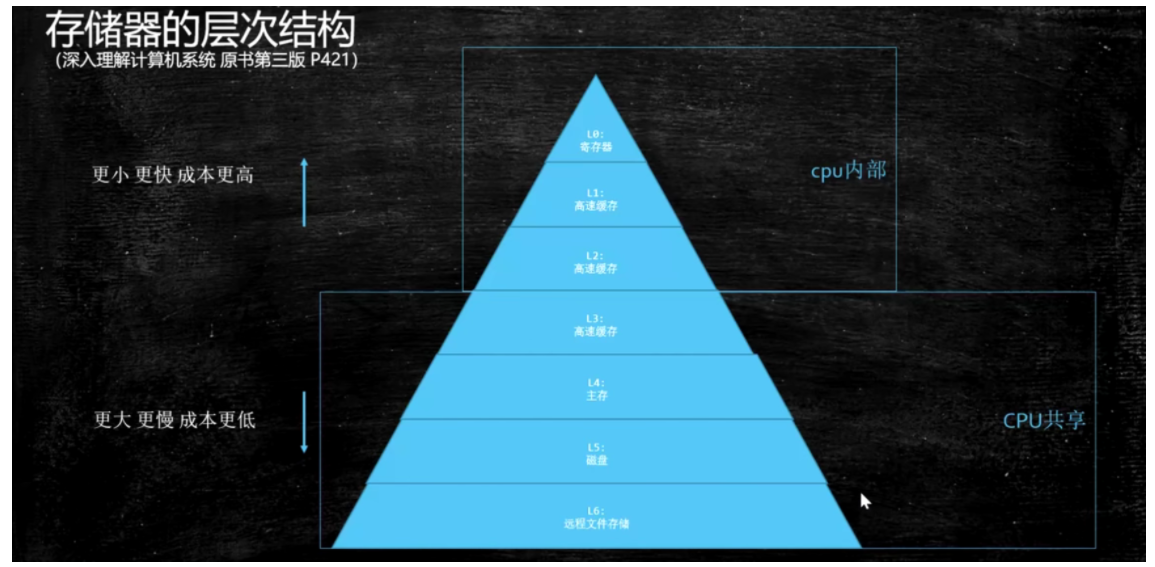 存储器的层次结构
(深入理解计算机系统 原书第三版 P421)
更小 更快 成本更高
L0:
寄存器
cpu内部
L1:
高速缓存
L2:
高速缓存
L3:
高速缓存
L4:
主存
更大 更慢 成本更低
CPU共享
L5:
磁盘
L6:
远程文件存储